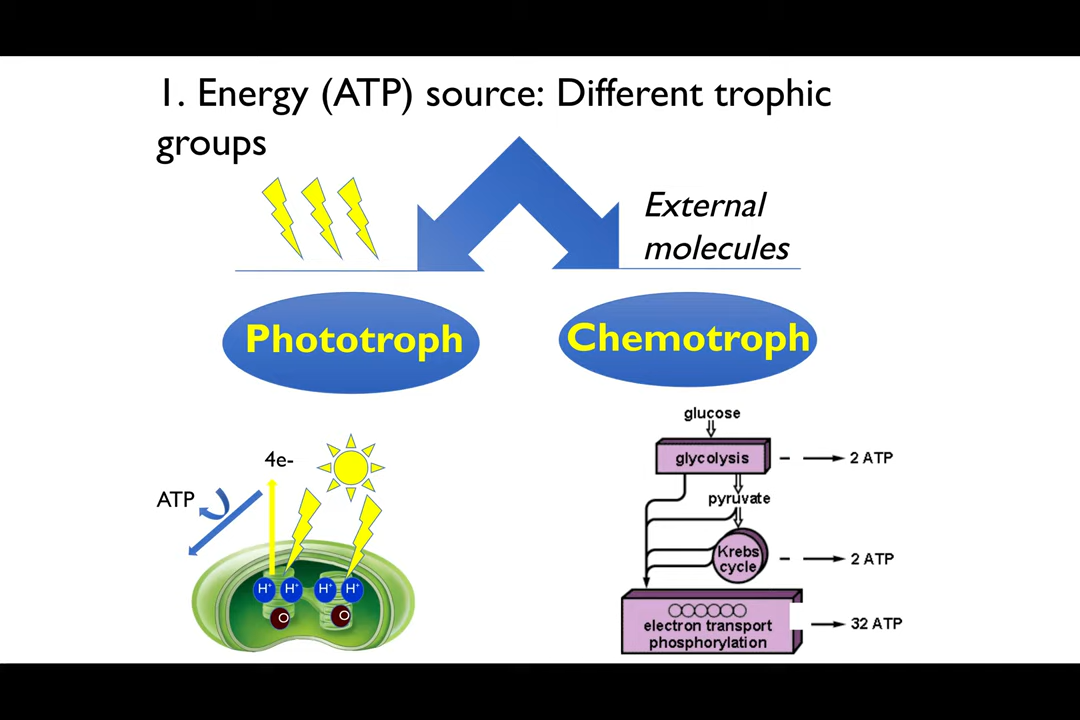 1. Energy (ATP) source: Different trophic
groups
External
molecules
Phototroph
Chemotroph
4e-
ATP
H+ H+ H+ H+
O O
glucose
glycolysis
2 ATP
pyruvate
Krebs
cycle
2 ATP
electron transport
phosphorylation
32 ATP